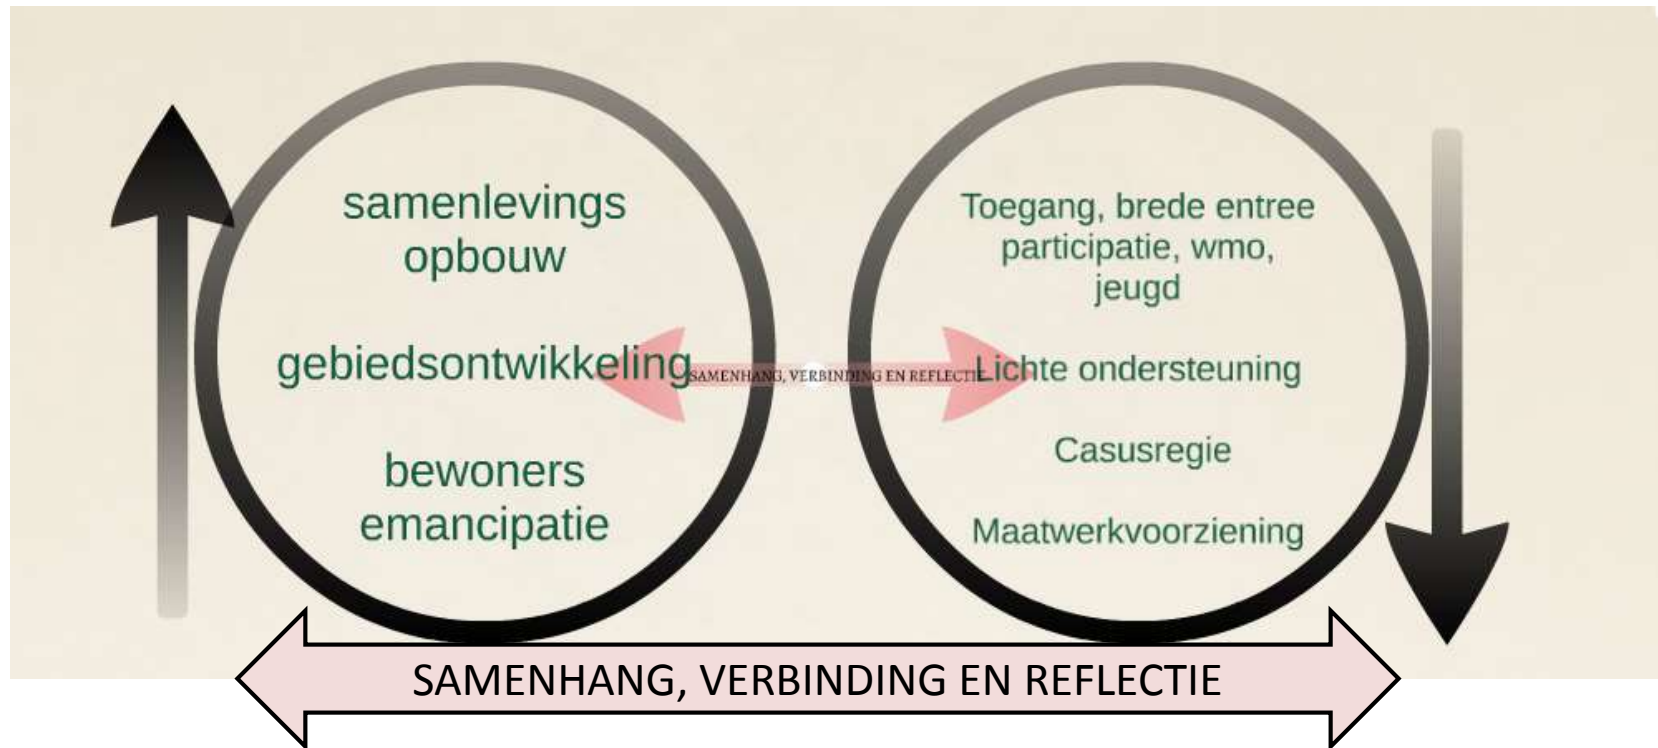 samenlevings
opbouw
gebiedsontwikkeling
bewoners
emancipatie
SAMENHANG, VERBINDING EN REFLECTIE
Toegang, brede entree
participatie, wmo,
jeugd
Lichte ondersteuning
Casusregie
Maatwerkvoorziening
SAMENHANG, VERBINDING EN REFLECTIE